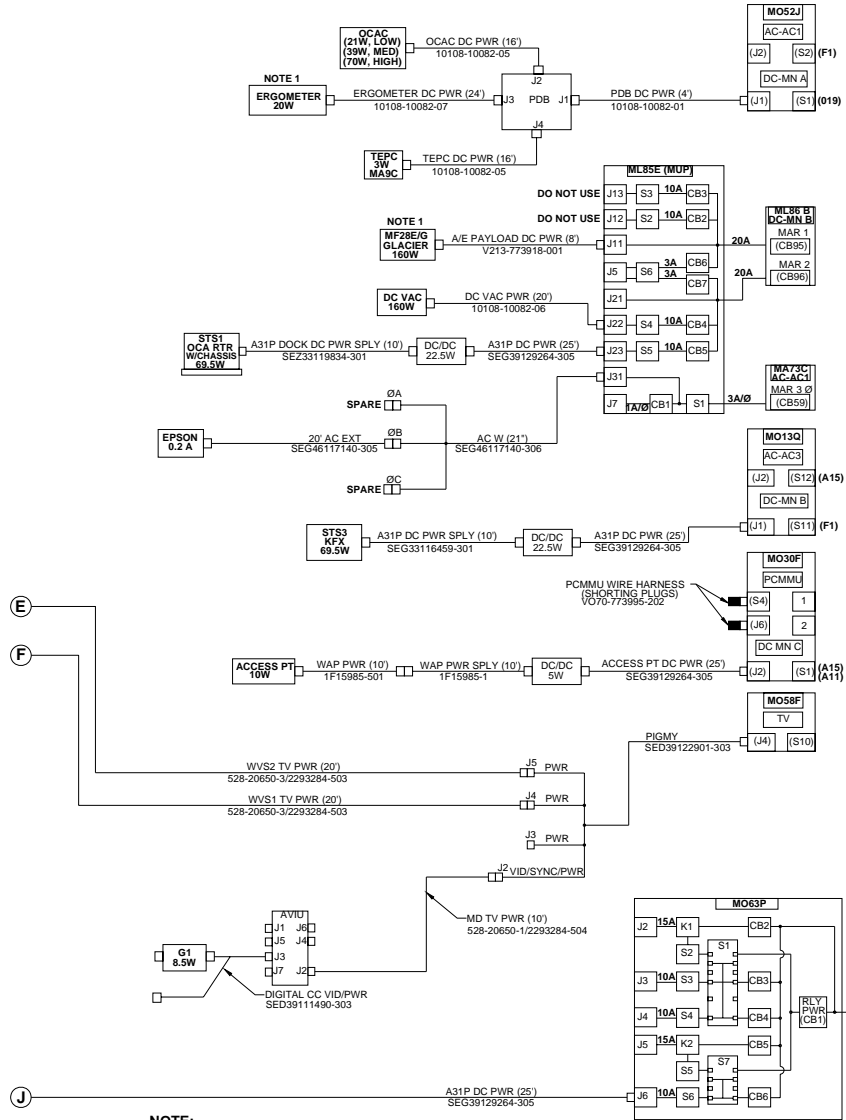 MO52J
AC-AC1
(J2)
(S2)
(F1)
DC-MN A
(J1)
(S1)
(019)
OCAC
(21W, LOW)
(39W, MED)
(70W, HIGH)
OCAC DC PWR (16')
10108-10082-05
NOTE 1
ERGOMETER
20W
ERGOMETER DC PWR (24')
10108-10082-07
J2
J3
PDB
J1
J4
PDB DC PWR (4')
10108-10082-01
TEPC
3W
MA9C
TEPC DC PWR (16')
10108-10082-05
ML85E (MUP)
DO NOT USE
J13
S3
10A
CB3
DO NOT USE
J12
S2
10A
CB2
NOTE 1
MF28E/G
GLACIER
160W
A/E PAYLOAD DC PWR (8')
V213-773918-001
J11
J5
S6
3A
3A
CB6
CB7
J21
20A
20A
ML86 B
DC-MN B
MAR 1
(CB95)
MAR 2
(CB96)
DC VAC
160W
DC VAC PWR (20')
10108-10082-06
J22
S4
10A
CB4
STS1
OCA RTR
W/CHASSIS
69.5W
A31P DOCK DC PWR SPLY (10')
SEZ33119834-301
DC/DC
22.5W
A31P DC PWR (25')
SEG39129264-305
J23
S5
10A
CB5
J31
J7
1A/Ø
CB1
S1
3A/Ø
MA73C
AC-AC1
MAR 3 Ø
(CB59)
ØA
SPARE
EPSON
0.2 A
20' AC EXT
SEG46117140-305
ØB
AC W (21")
SEG46117140-306
ØC
SPARE
MO13Q
AC-AC3
(J2)
(S12)
(A15)
DC-MN B
(J1)
(S11)
(F1)
STS3
KFX
69.5W
A31P DC PWR SPLY (10')
SEG33116459-301
DC/DC
22.5W
A31P DC PWR (25')
SEG39129264-305
MO30F
PCMMU
PCMMU WIRE HARNESS
(SHORTING PLUGS)
VO70-773995-202
(S4)
1
(J6)
2
DC MN C
(J2)
(S1)
(A15)
(A11)
E
F
ACCESS PT
10W
WAP PWR (10')
1F15985-501
WAP PWR SPLY (10')
1F15985-1
DC/DC
5W
ACCESS PT DC PWR (25')
SEG39129264-305
MO58F
TV
(J4)
(S10)
PIGMY
SED39122901-303
WVS2 TV PWR (20')
528-20650-3/2293284-503
J5
PWR
WVS1 TV PWR (20')
528-20650-3/2293284-503
J4
PWR
J3
PWR
J2
VID/SYNC/PWR
MD TV PWR (10')
528-20650-1/2293284-504
AVIU
J1
J6
J5
J4
J3
J7
J2
G1
8.5W
DIGITAL CC VID/PWR
SED39111490-303
MO63P
J2
15A
K1
CB2
S2
S1
J3
10A
S3
CB3
J4
10A
S4
CB4
RLY
PWR
(CB1)
J5
15A
K2
CB5
S5
S7
J6
10A
S6
CB6
J
A31P DC PWR (25')
SEG39129264-305
NOTE: